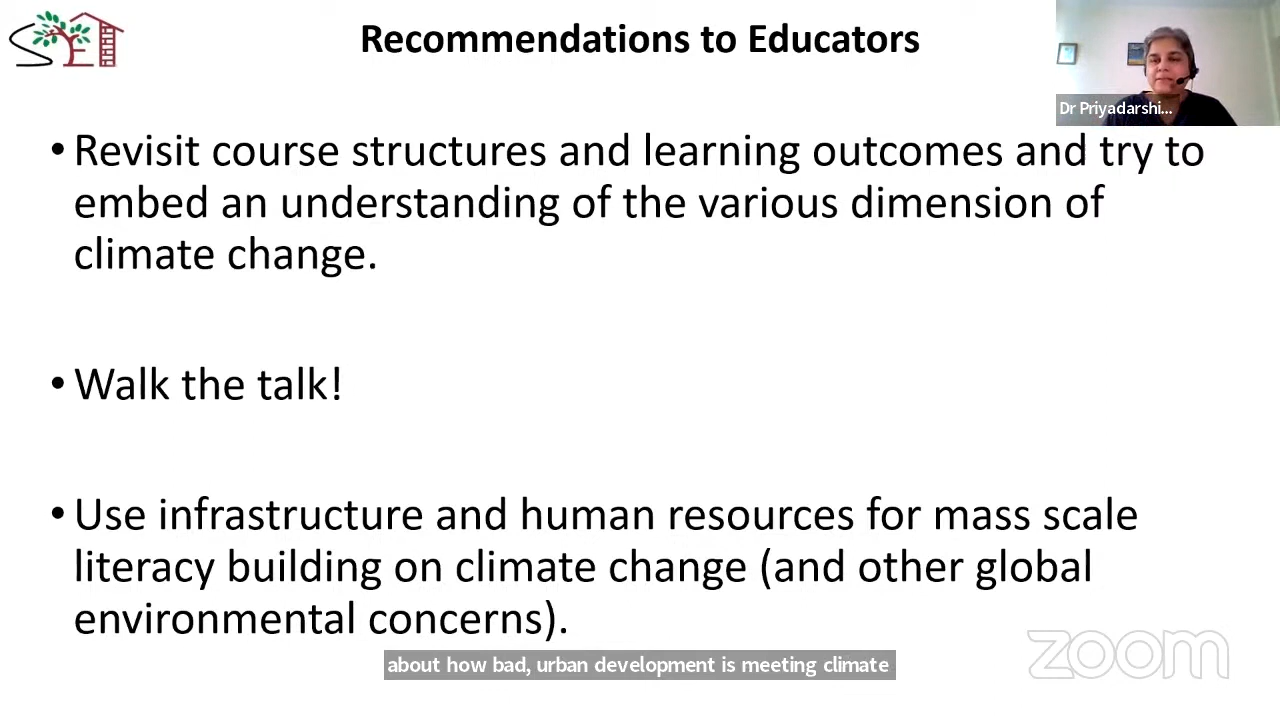 Recommendations to Educators
Dr Priyadarshi...
• Revisit course structures and learning outcomes and try to
embed an understanding of the various dimension of
climate change.
• Walk the talk!
• Use infrastructure and human resources for mass scale
literacy building on climate change (and other global
environmental concerns).
about how bad, urban development is meeting climate
zoom